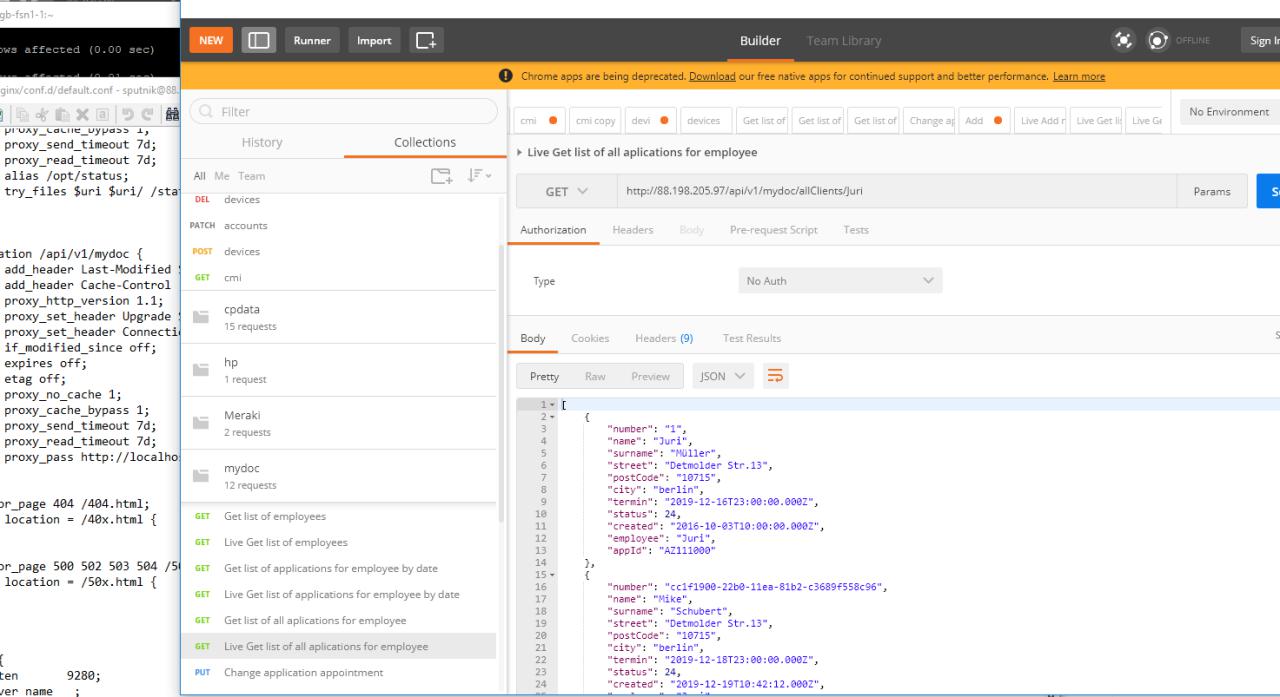 gb-fsn1-1:~
ows affected (0.00 sec)
ows affected (0.01 sec)
ginx/conf.d/default.conf - sputnik@88.
proxy_cache_bypass 1;
proxy_send_timeout 7d;
proxy_read_timeout 7d;
alias /opt/status;
try_files $uri $uri/ /sta
ation /api/v1/mydoc {
add_header Last-Modified $
add_header Cache-Control
proxy_http_version 1.1;
proxy_set_header Upgrade $
proxy_set_header Connectio
if_modified_since off;
expires off;
etag off;
proxy_no_cache 1;
proxy_cache_bypass 1;
proxy_send_timeout 7d;
proxy_read_timeout 7d;
proxy_pass http://localhos
or_page 404 /404.html;
location = /40x.html {
or_page 500 502 503 504 /50
location = /50x.html {
{
ten 9280;
ver_name _;
NEW
Runner
Import
Builder
Team Library
OFFLINE
Sign In
Chrome apps are being deprecated. Download our free native apps for continued support and better performance. Learn more
Filter
History
Collections
All Me Team
DEL devices
PATCH accounts
POST devices
GET cmi
cpdata
15 requests
hp
1 request
Meraki
2 requests
mydoc
12 requests
GET Get list of employees
GET Live Get list of employees
GET Get list of applications for employee by date
GET Live Get list of applications for employee by date
GET Get list of all aplications for employee
GET Live Get list of all aplications for employee
PUT Change application appointment
cmi
cmi copy
devi
devices
Get list of
Get list of
Get list of
Change ap
Add
Live Add r
Live Get li
Live Ge
No Environment
Live Get list of all aplications for employee
GET
http://88.198.205.97/api/v1/mydoc/allClients/Juri
Params
Se
Authorization
Headers
Body
Pre-request Script
Tests
Type
No Auth
Body
Cookies
Headers (9)
Test Results
S
Pretty
Raw
Preview
JSON
1 [
2 {
3 "number": "1",
4 "name": "Juri",
5 "surname": "Müller",
6 "street": "Detmolder Str.13",
7 "postCode": "10715",
8 "city": "berlin",
9 "termin": "2019-12-16T23:00:00.000Z",
10 "status": 24,
11 "created": "2016-10-03T10:00:00.000Z",
12 "employee": "Juri",
13 "appId": "AZ111000"
14 },
15 {
16 "number": "cc1f1900-22b0-11ea-81b2-c3689f558c96",
17 "name": "Mike",
18 "surname": "Schubert",
19 "street": "Detmolder Str.13",
20 "postCode": "10715",
21 "city": "berlin",
22 "termin": "2019-12-18T23:00:00.000Z",
23 "status": 24,
24 "created": "2019-12-19T10:42:12.000Z",